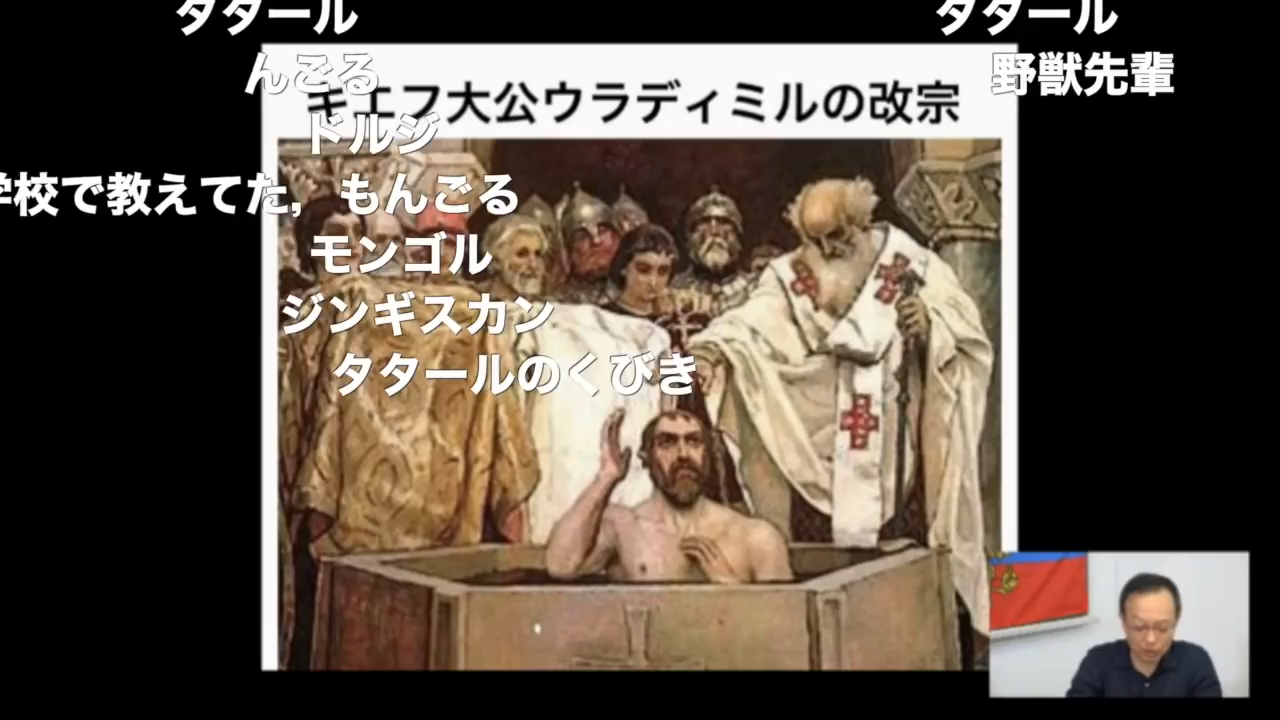 タタール
タタール
んごる
野獣先輩
キエフ大公ウラディミルの改宗
ドルジ
学校で教えてた，もんごる
モンゴル
ジンギスカン
タタールのくびき